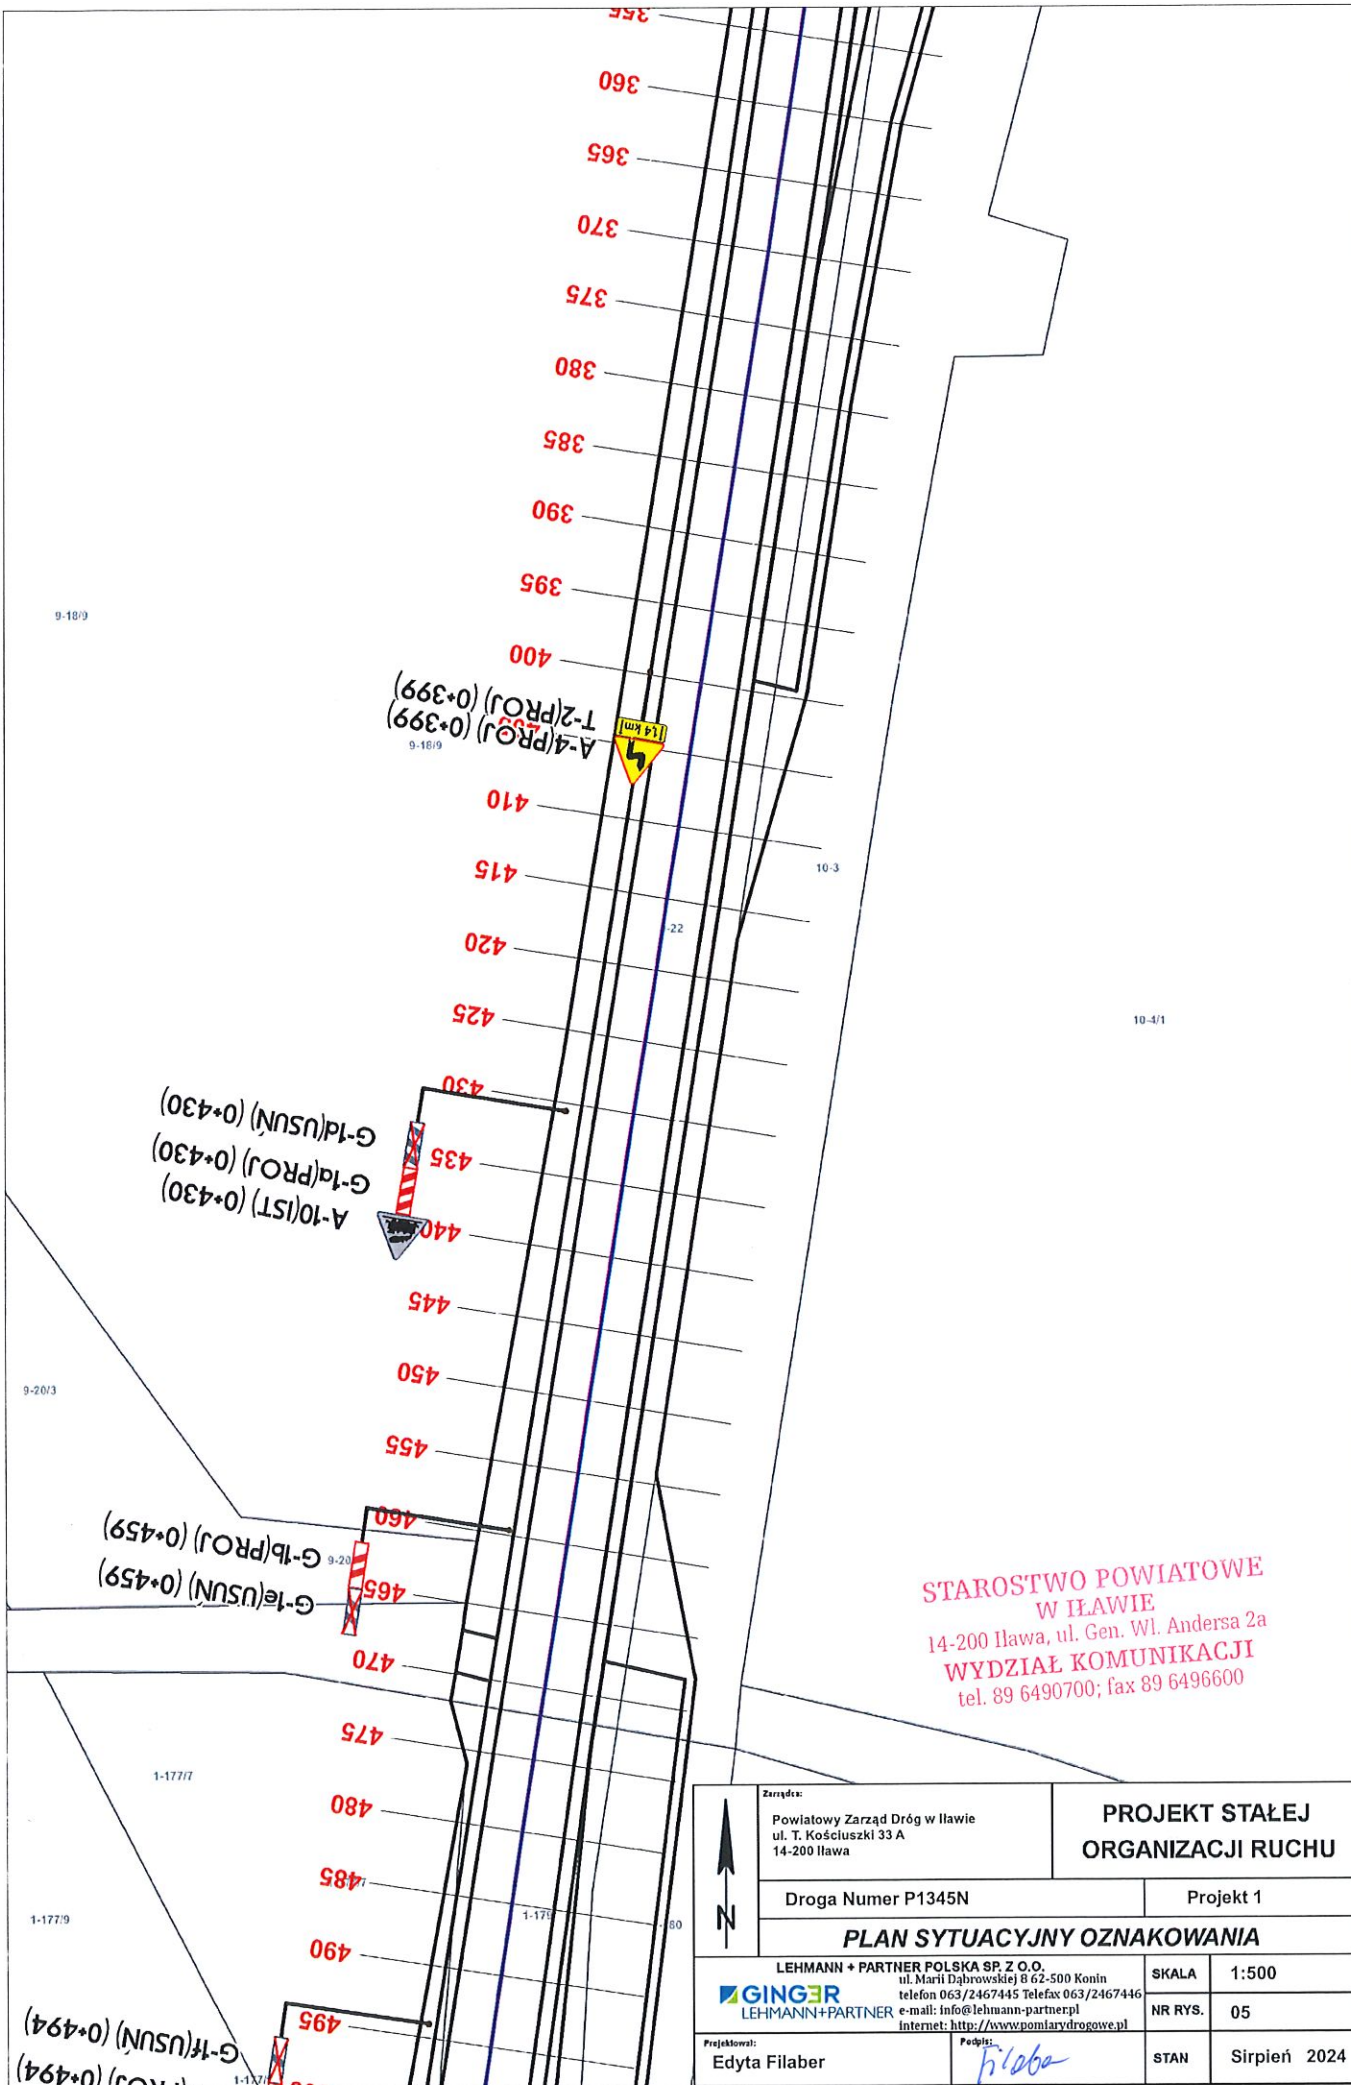 355
360
365
370
375
380
385
390
395
400
9-18/9
T-2(PROJ) (0+399)
A-4(PROJ) (0+399)
1,4 km
9-18/9
410
415
10-3
-22
420
425
10-4/1
430
G-1d(USUŃ) (0+430)
435
G-1a(PROJ) (0+430)
A-10(IST) (0+430)
440
445
450
9-20/3
455
460
G-1b(PROJ) (0+459)
9-20
465
G-1e(USUŃ) (0+459)
470
475
1-177/7
480
485
1-177/9
1-179
490
495
G-1f(USUŃ) (0+494)
STAROSTWO POWIATOWE
W IŁAWIE
14-200 Iława, ul. Gen. Wł. Andersa 2a
WYDZIAŁ KOMUNIKACJI
tel. 89 6490700; fax 89 6496600
Zarządca:
Powiatowy Zarząd Dróg w Iławie
ul. T. Kościuszki 33 A
14-200 Iława
PROJEKT STAŁEJ
ORGANIZACJI RUCHU
N
Droga Numer P1345N
Projekt 1
PLAN SYTUACYJNY OZNAKOWANIA
LEHMANN + PARTNER POLSKA SP. Z O.O.
ul. Marii Dąbrowskiej 8 62-500 Konin
telefon 063/2467445 Telefax 063/2467446
e-mail: info@lehmann-partner.pl
internet: http://www.pomiarydrogowe.pl
GINGER
LEHMANN+PARTNER
SKALA 1:500
NR RYS. 05
Prejektował:
Edyta Filaber
Podpis:
Filaber
STAN Sirpień 2024